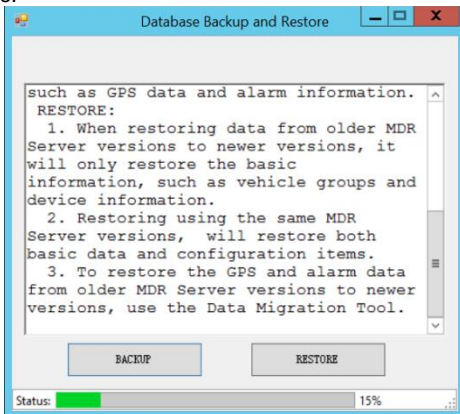 Database Backup and Restore
such as GPS data and alarm information.
RESTORE:
1. When restoring data from older MDR
Server versions to newer versions, it
will only restore the basic
information, such as vehicle groups and
device information.
2. Restoring using the same MDR
Server versions,  will restore both
basic data and configuration items.
3. To restore the GPS and alarm data
from older MDR Server versions to newer
versions, use the Data Migration Tool.
BACKUP RESTORE
Status: 15%